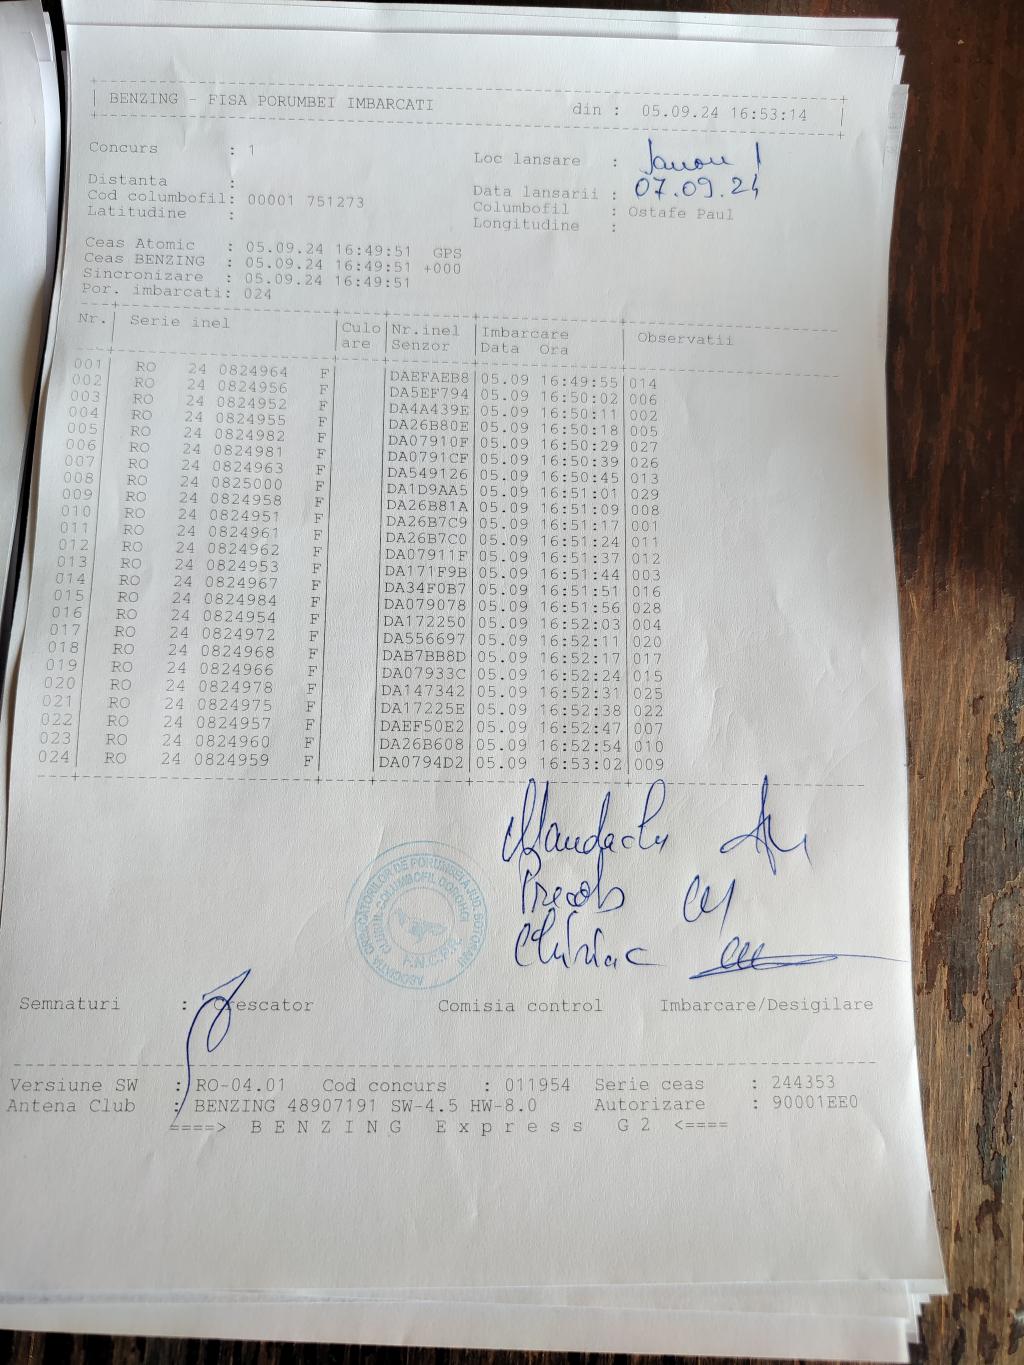 BENZING - FISA PORUMBEI IMBARCATI din : 05.09.24 16:53:14
Concurs : 1 Loc lansare :
Distanta : Data lansarii : 07.09.24
Cod columbofil: 00001 751273 Columbofil : Ostafe Paul
Latitudine : Longitudine :
Ceas Atomic : 05.09.24 16:49:51 GPS
Ceas BENZING : 05.09.24 16:49:51 +000
Sincronizare : 05.09.24 16:49:51
Por. imbarcati: 024
Nr. Serie inel Culo Nr.inel Imbarcare Observatii
are Senzor Data Ora
001 RO 24 0824964 F DAEFAEB8 05.09 16:49:55 014
002 RO 24 0824956 F DA5EF794 05.09 16:50:02 006
003 RO 24 0824952 F DA4A439E 05.09 16:50:11 002
004 RO 24 0824955 F DA26B80E 05.09 16:50:18 005
005 RO 24 0824982 F DA07910F 05.09 16:50:29 027
006 RO 24 0824981 F DA0791CF 05.09 16:50:39 026
007 RO 24 0824963 F DA549126 05.09 16:50:45 013
008 RO 24 0825000 F DA1D9AA5 05.09 16:51:01 029
009 RO 24 0824958 F DA26B81A 05.09 16:51:09 008
010 RO 24 0824951 F DA26B7C9 05.09 16:51:17 001
011 RO 24 0824961 F DA26B7C0 05.09 16:51:24 011
012 RO 24 0824962 F DA07911F 05.09 16:51:37 012
013 RO 24 0824953 F DA171F9B 05.09 16:51:44 003
014 RO 24 0824967 F DA34F0B7 05.09 16:51:51 016
015 RO 24 0824984 F DA079078 05.09 16:51:56 028
016 RO 24 0824954 F DA172250 05.09 16:52:03 004
017 RO 24 0824972 F DA556697 05.09 16:52:11 020
018 RO 24 0824968 F DAB7BB8D 05.09 16:52:17 017
019 RO 24 0824966 F DA07933C 05.09 16:52:24 015
020 RO 24 0824978 F DA147342 05.09 16:52:31 025
021 RO 24 0824975 F DA17225E 05.09 16:52:38 022
022 RO 24 0824957 F DAEF50E2 05.09 16:52:47 007
023 RO 24 0824960 F DA26B608 05.09 16:52:54 010
024 RO 24 0824959 F DA0794D2 05.09 16:53:02 009
Chiriac
ASOCIATIA CRESCATORILOR DE PORUMBEI JUD. BOTOSANI
CLUBUL COLUMBOFIL DOROHOI
Semnaturi : Crescator Comisia control Imbarcare/Desigilare
Versiune SW : RO-04.01 Cod concurs : 011954 Serie ceas : 244353
Antena Club : BENZING 48907191 SW-4.5 HW-8.0 Autorizare : 90001EE0
====> B E N Z I N G E x p r e s s G 2 <====